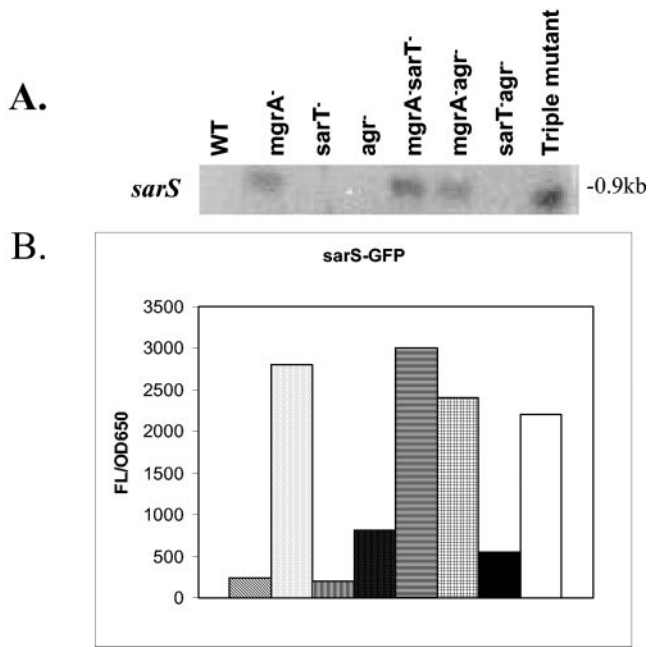 A.
WT
mgrA-
sarT-
agr-
mgrA-sarT-
mgrA-agr-
sarT-agr-
Triple mutant
sarS
-0.9kb
B.
sarS-GFP
FL/OD650
3500
3000
2500
2000
1500
1000
500
0